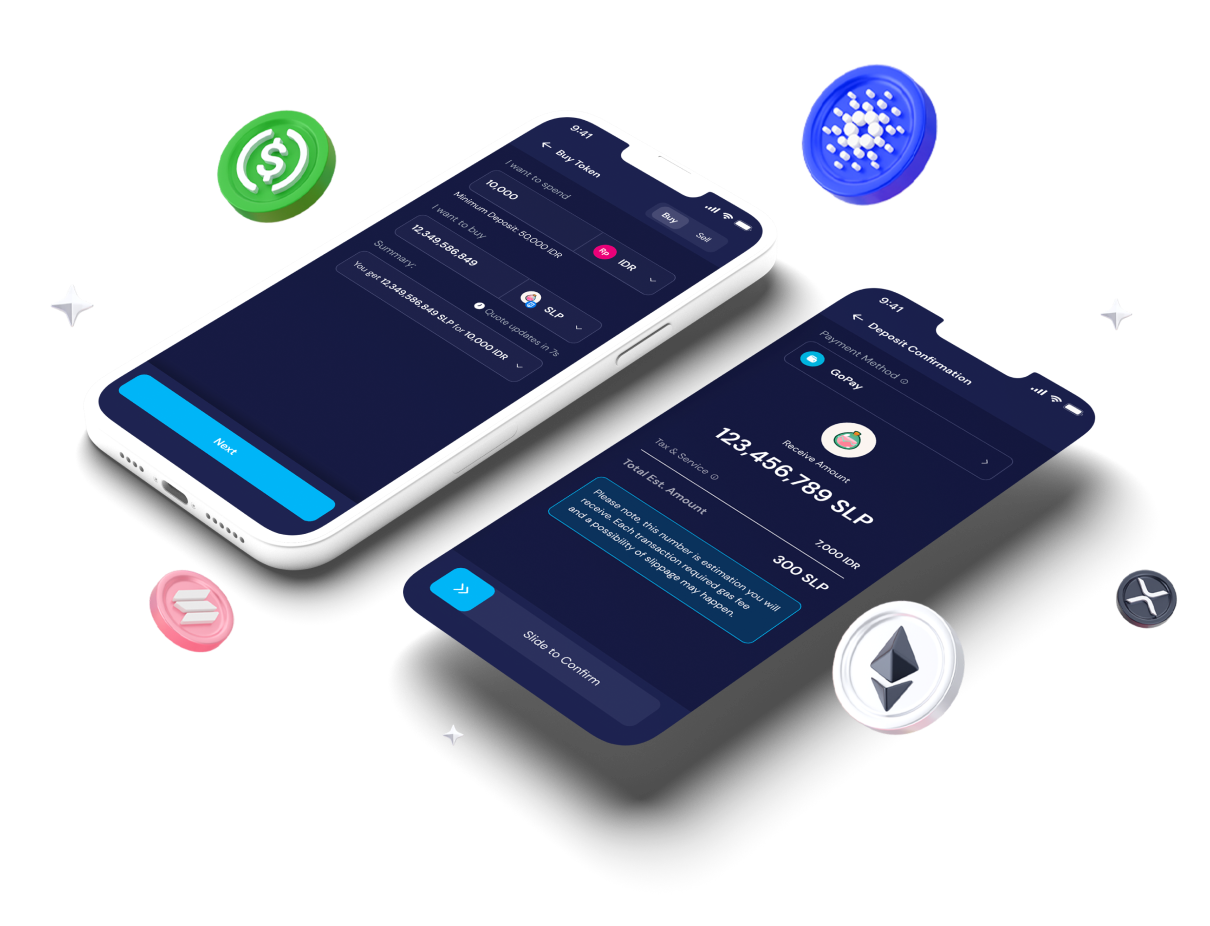 9:41
Buy Token
Buy
Sell
I want to spend
10,000
Rp
IDR
Minimum Deposit: 50.000 IDR
I want to buy
12,349,586,849
SLP
Summary:
Quote updates in 7s
You get 12,349,586,849 SLP for 10,000 IDR
Next
9:41
Deposit Confirmation
Payment Method
GoPay
Receive Amount
123,456,789 SLP
Tax & Service
7,000 IDR
Total Est. Amount
300 SLP
Please note, this number is estimation you will
receive. Each transaction required gas fee
and a possibility of slippage may happen.
Slide to Confirm
$